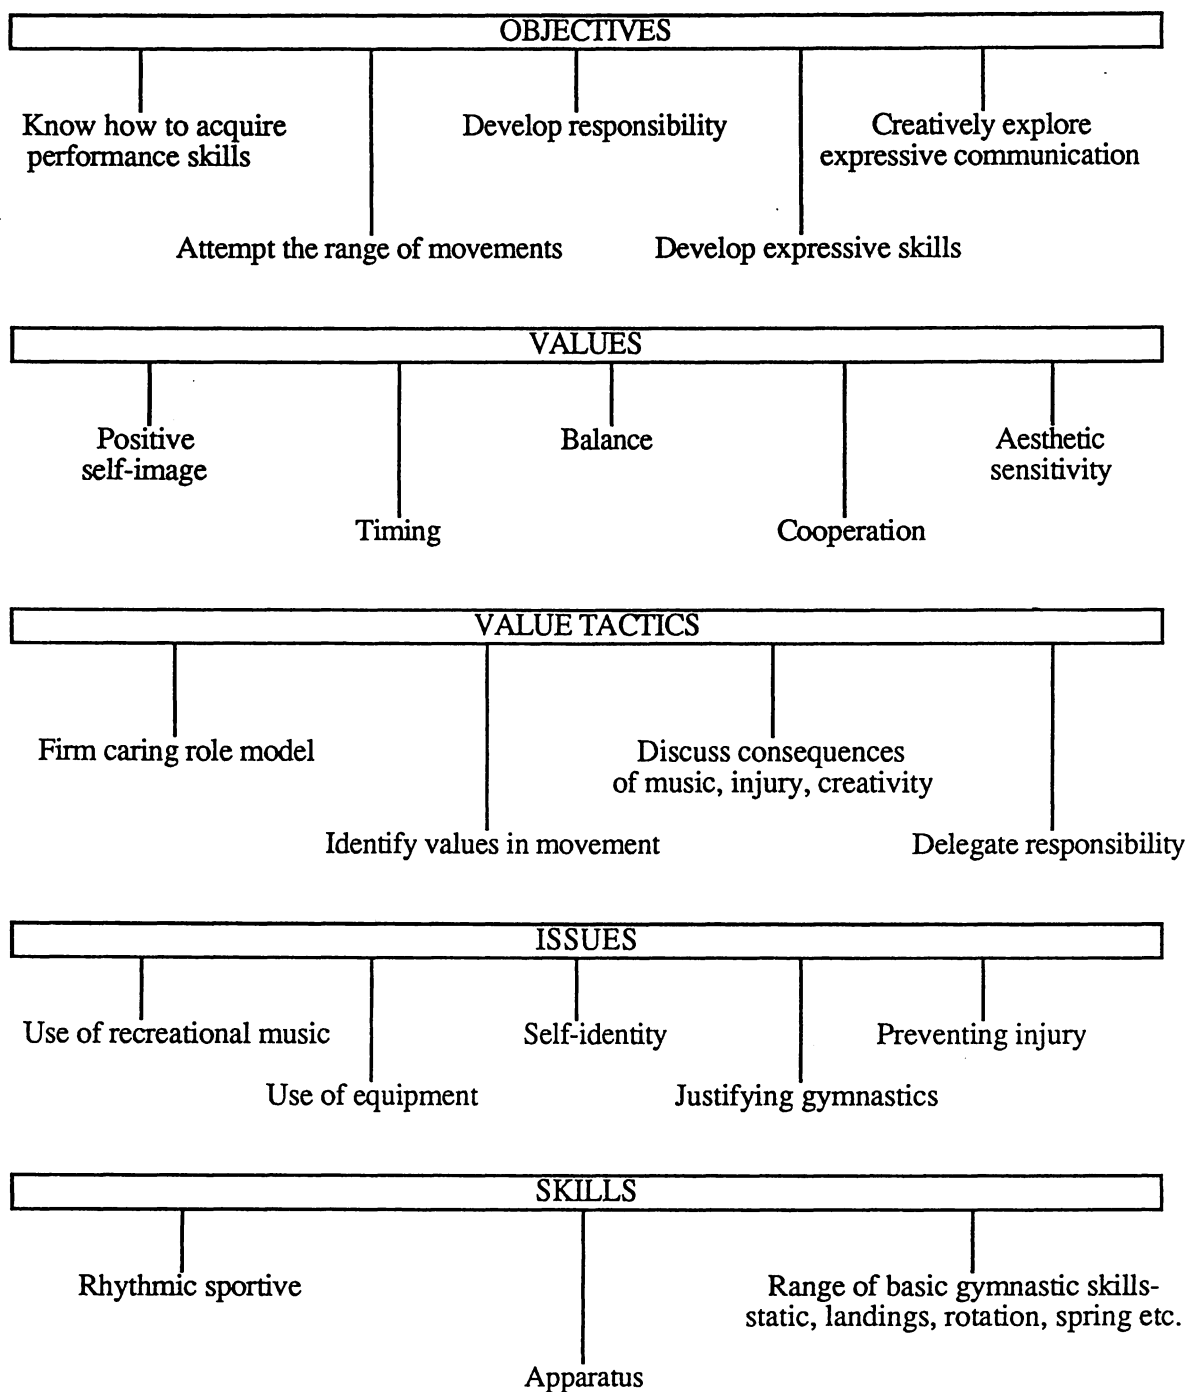 OBJECTIVES
Know how to acquire
performance skills
Develop responsibility
Creatively explore
expressive communication
Attempt the range of movements
Develop expressive skills
VALUES
Positive
self-image
Balance
Aesthetic
sensitivity
Timing
Cooperation
VALUE TACTICS
Firm caring role model
Discuss consequences
of music, injury, creativity
Identify values in movement
Delegate responsibility
ISSUES
Use of recreational music
Self-identity
Preventing injury
Use of equipment
Justifying gymnastics
SKILLS
Rhythmic sportive
Range of basic gymnastic skills-
static, landings, rotation, spring etc.
Apparatus